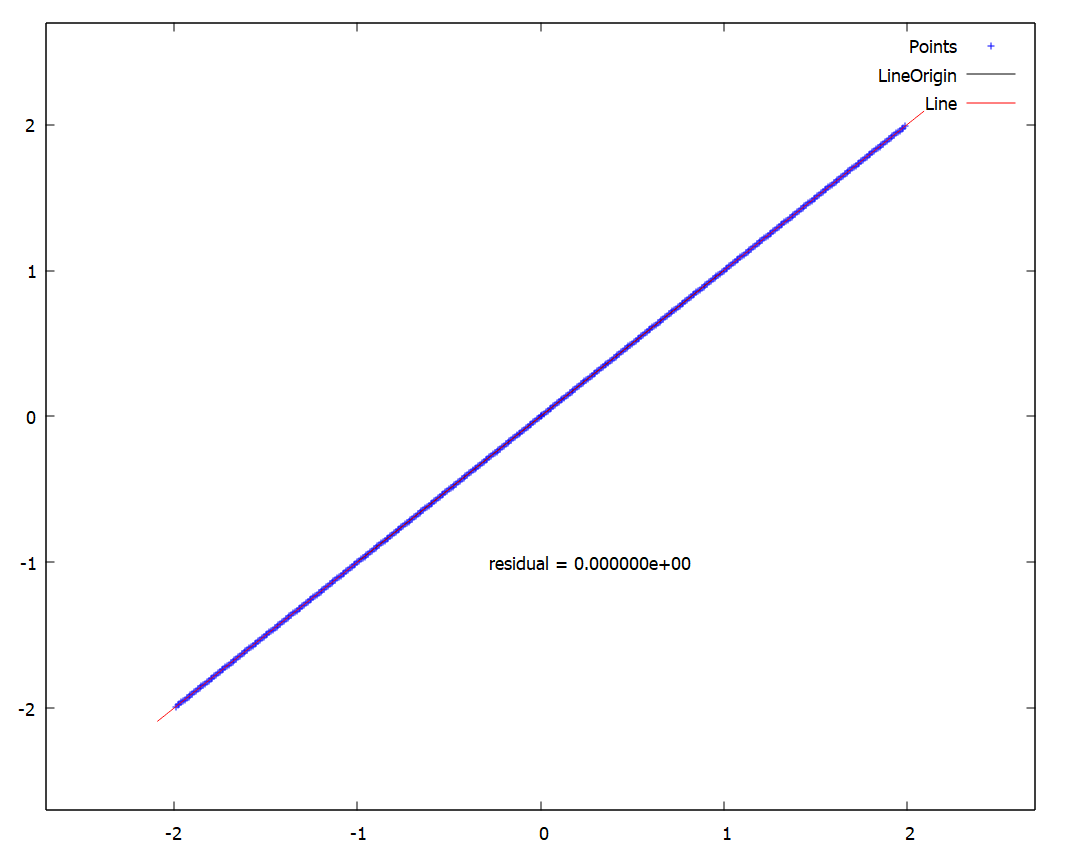 Points
LineOrigin
Line
2
1
0
-1
residual = 0.000000e+00
-2
-2 -1 0 1 2